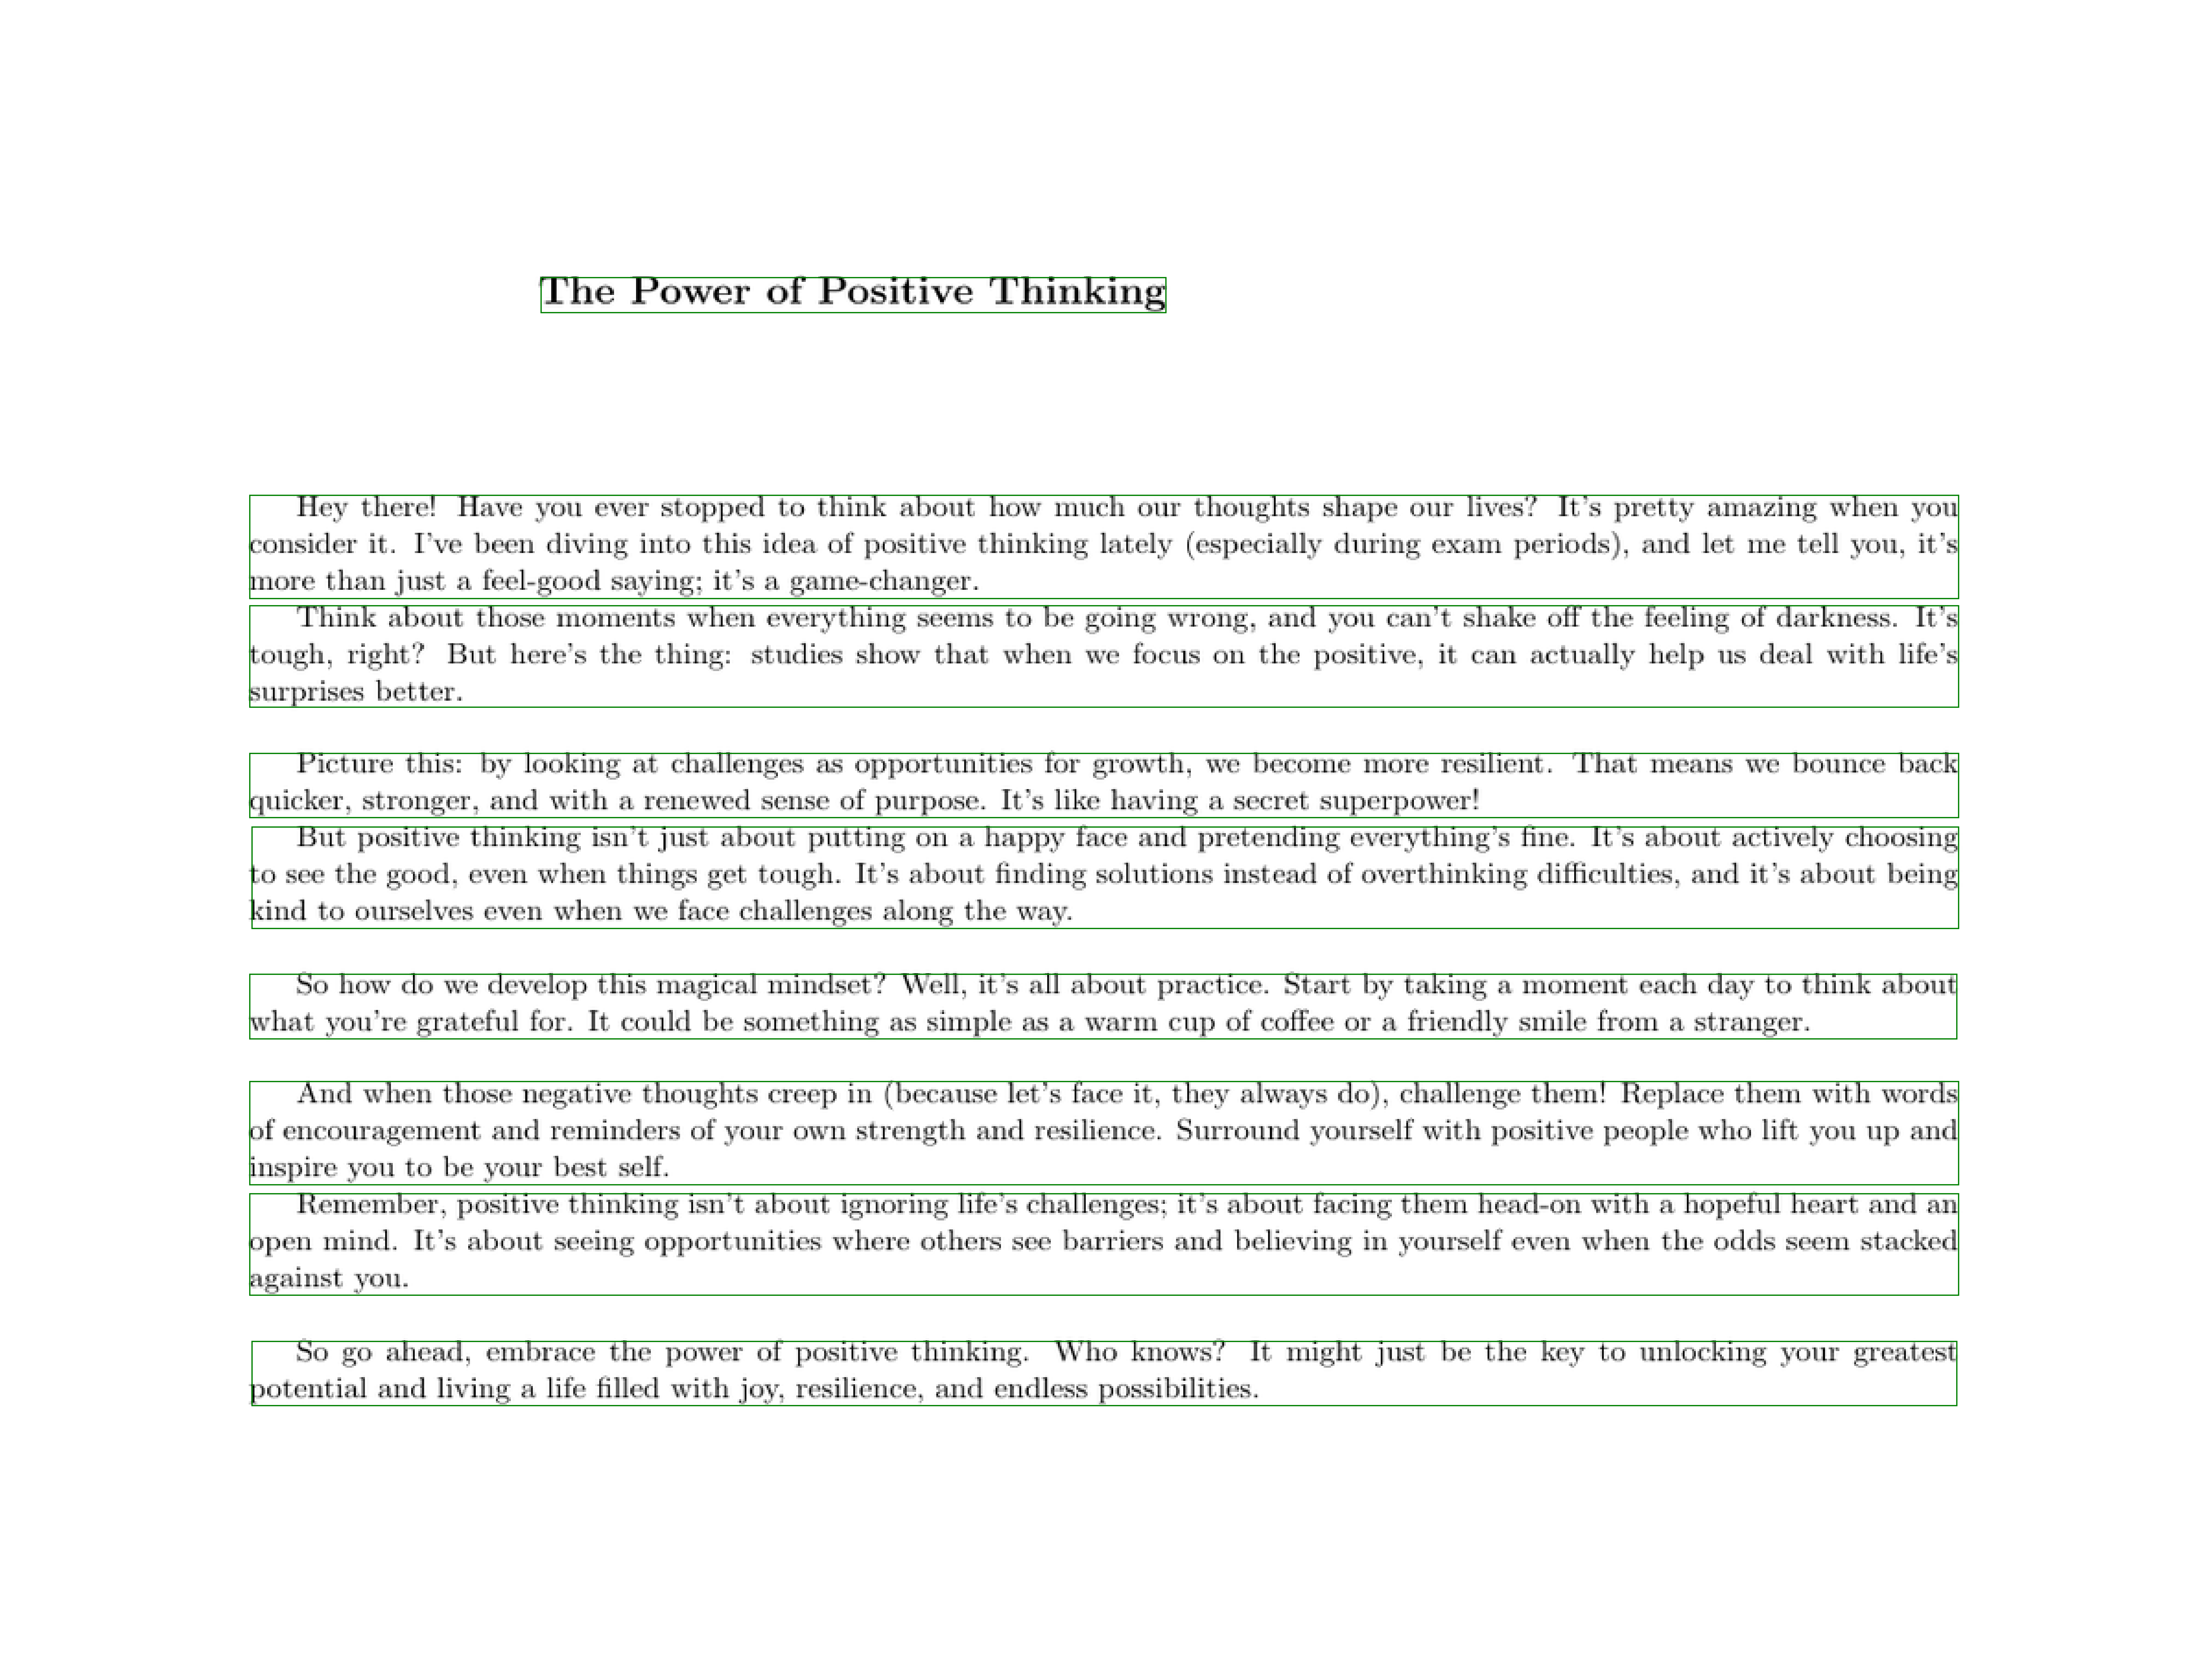 The Power of Positive Thinking
Hey there! Have you ever stopped to think about how much our thoughts shape our lives? It's pretty amazing when you
consider it. I've been diving into this idea of positive thinking lately (especially during exam periods), and let me tell you, it's
more than just a feel-good saying; it's a game-changer.
Think about those moments when everything seems to be going wrong, and you can't shake off the feeling of darkness. It's
tough, right? But here's the thing: studies show that when we focus on the positive, it can actually help us deal with life's
surprises better.
Picture this: by looking at challenges as opportunities for growth, we become more resilient. That means we bounce back
quicker, stronger, and with a renewed sense of purpose. It's like having a secret superpower!
But positive thinking isn't just about putting on a happy face and pretending everything's fine. It's about actively choosing
to see the good, even when things get tough. It's about finding solutions instead of overthinking difficulties, and it's about being
kind to ourselves even when we face challenges along the way.
So how do we develop this magical mindset? Well, it's all about practice. Start by taking a moment each day to think about
what you're grateful for. It could be something as simple as a warm cup of coffee or a friendly smile from a stranger.
And when those negative thoughts creep in (because let's face it, they always do), challenge them! Replace them with words
of encouragement and reminders of your own strength and resilience. Surround yourself with positive people who lift you up and
inspire you to be your best self.
Remember, positive thinking isn't about ignoring life's challenges; it's about facing them head-on with a hopeful heart and an
open mind. It's about seeing opportunities where others see barriers and believing in yourself even when the odds seem stacked
against you.
So go ahead, embrace the power of positive thinking. Who knows? It might just be the key to unlocking your greatest
potential and living a life filled with joy, resilience, and endless possibilities.